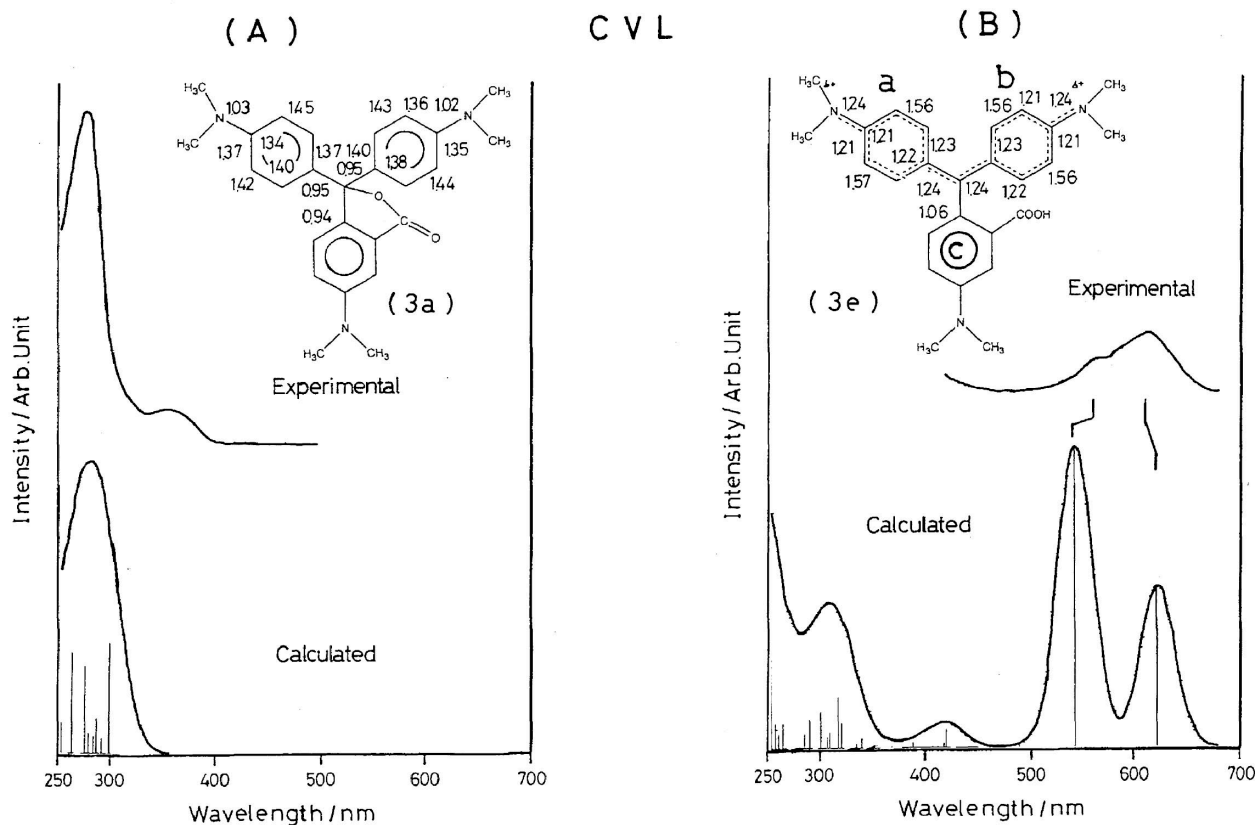 (A)
CVL
(B)
H₃C
CH₃
H₃C
CH₃
N
N
1.03
1.45
1.43
1.36
1.02
1.37
1.34
1.40
1.37
1.40
1.38
1.35
1.42
0.95
1.44
0.95
0.94
O
C
O
N
H₃C
CH₃
(3a)
Experimental
Calculated
Intensity / Arb. Unit
250
300
400
500
600
700
Wavelength / nm
a
b
H₃C
δ+
δ+
CH₃
H₃C
CH₃
N
N
1.24
1.56
1.56
1.21
1.24
1.21
1.21
1.23
1.23
1.21
1.22
1.57
1.24
1.24
1.22
1.56
1.06
COOH
C
N
H₃C
CH₃
(3e)
Experimental
Calculated
Intensity / Arb. Unit
250
300
400
500
600
700
Wavelength / nm